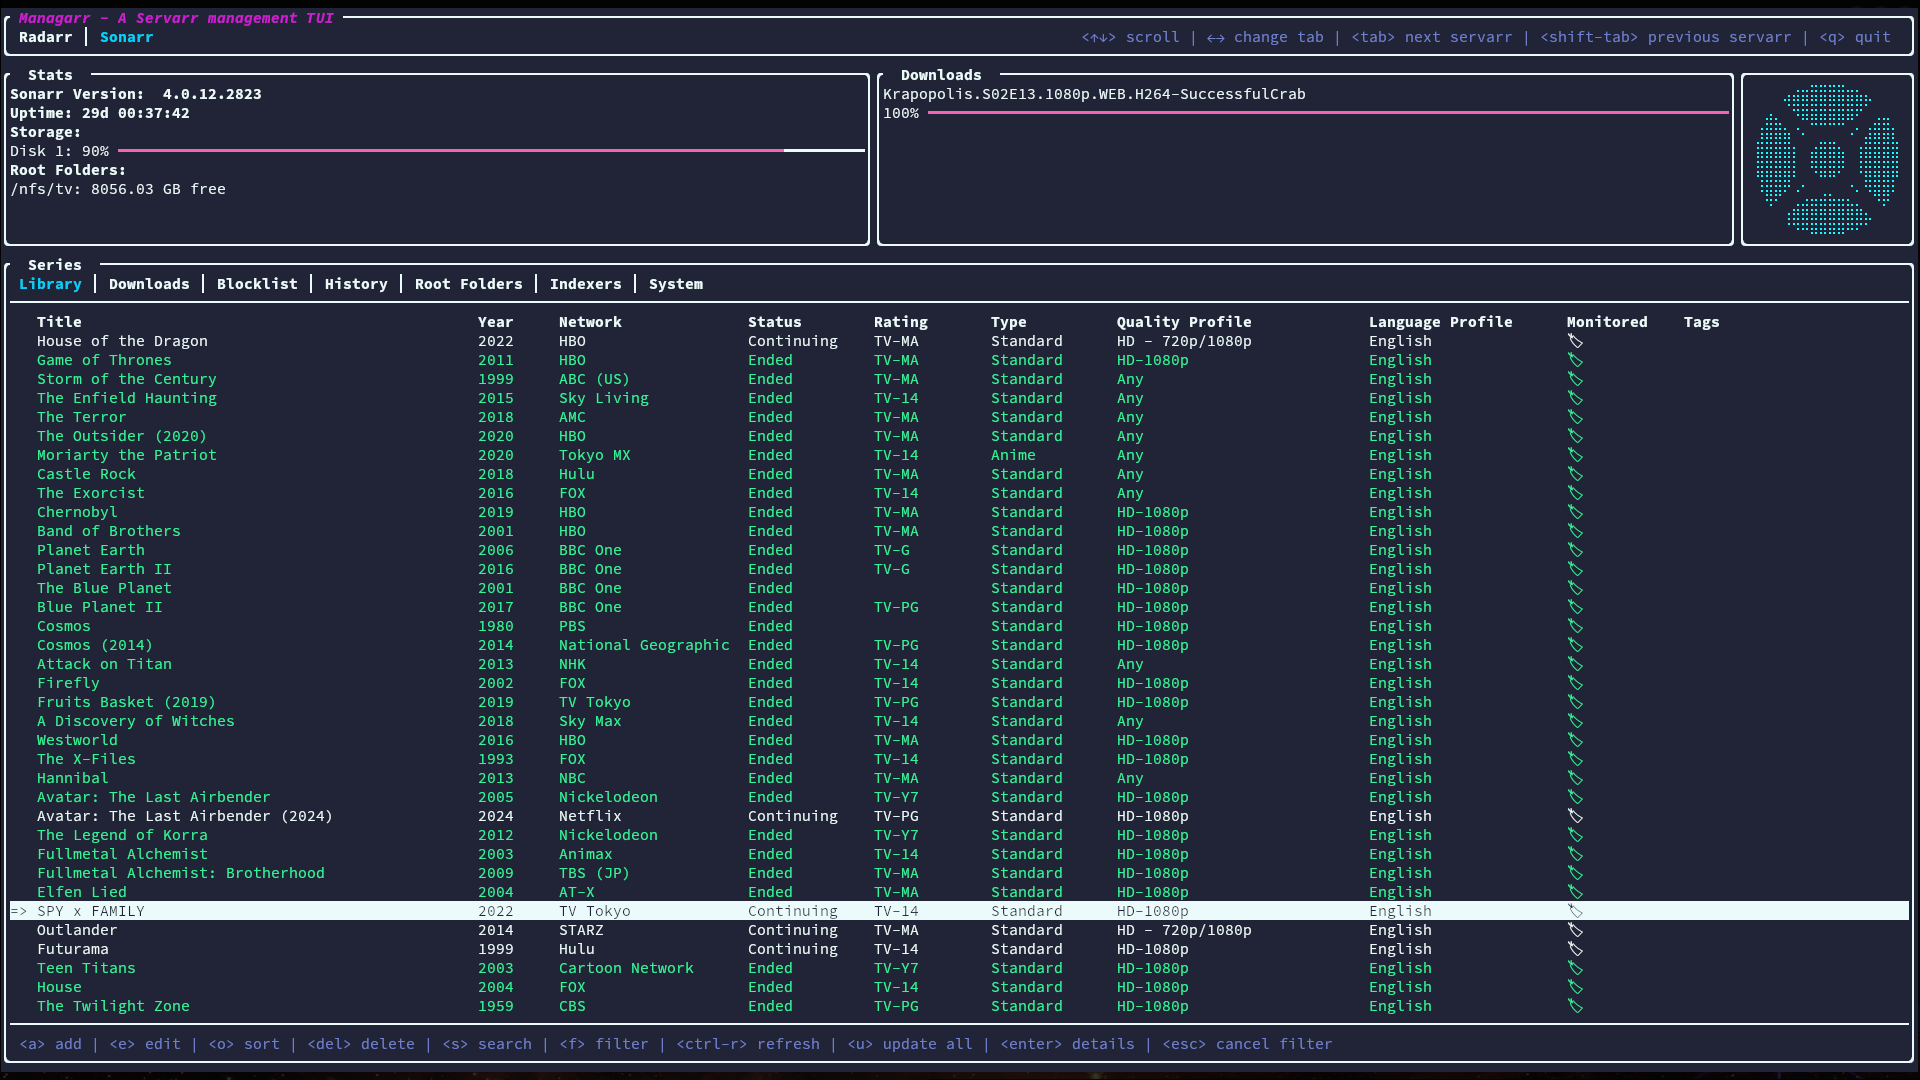 Managarr - A Servarr management TUI
Radarr │ Sonarr <↑↓> scroll | ↔ change tab | <tab> next servarr | <shift-tab> previous servarr | <q> quit
Stats
Sonarr Version: 4.0.12.2823
Uptime: 29d 00:37:42
Storage:
Disk 1: 90%
Root Folders:
/nfs/tv: 8056.03 GB free
Downloads
Krapopolis.S02E13.1080p.WEB.H264-SuccessfulCrab
100%
Series
Library │ Downloads │ Blocklist │ History │ Root Folders │ Indexers │ System
Title Year Network Status Rating Type Quality Profile Language Profile Monitored Tags
House of the Dragon 2022 HBO Continuing TV-MA Standard HD - 720p/1080p English
Game of Thrones 2011 HBO Ended TV-MA Standard HD-1080p English
Storm of the Century 1999 ABC (US) Ended TV-MA Standard Any English
The Enfield Haunting 2015 Sky Living Ended TV-14 Standard Any English
The Terror 2018 AMC Ended TV-MA Standard Any English
The Outsider (2020) 2020 HBO Ended TV-MA Standard Any English
Moriarty the Patriot 2020 Tokyo MX Ended TV-14 Anime Any English
Castle Rock 2018 Hulu Ended TV-MA Standard Any English
The Exorcist 2016 FOX Ended TV-14 Standard Any English
Chernobyl 2019 HBO Ended TV-MA Standard HD-1080p English
Band of Brothers 2001 HBO Ended TV-MA Standard HD-1080p English
Planet Earth 2006 BBC One Ended TV-G Standard HD-1080p English
Planet Earth II 2016 BBC One Ended TV-G Standard HD-1080p English
The Blue Planet 2001 BBC One Ended Standard HD-1080p English
Blue Planet II 2017 BBC One Ended TV-PG Standard HD-1080p English
Cosmos 1980 PBS Ended Standard HD-1080p English
Cosmos (2014) 2014 National Geographic Ended TV-PG Standard HD-1080p English
Attack on Titan 2013 NHK Ended TV-14 Standard Any English
Firefly 2002 FOX Ended TV-14 Standard HD-1080p English
Fruits Basket (2019) 2019 TV Tokyo Ended TV-PG Standard HD-1080p English
A Discovery of Witches 2018 Sky Max Ended TV-14 Standard Any English
Westworld 2016 HBO Ended TV-MA Standard HD-1080p English
The X-Files 1993 FOX Ended TV-14 Standard HD-1080p English
Hannibal 2013 NBC Ended TV-MA Standard Any English
Avatar: The Last Airbender 2005 Nickelodeon Ended TV-Y7 Standard HD-1080p English
Avatar: The Last Airbender (2024) 2024 Netflix Continuing TV-PG Standard HD-1080p English
The Legend of Korra 2012 Nickelodeon Ended TV-Y7 Standard HD-1080p English
Fullmetal Alchemist 2003 Animax Ended TV-14 Standard HD-1080p English
Fullmetal Alchemist: Brotherhood 2009 TBS (JP) Ended TV-MA Standard HD-1080p English
Elfen Lied 2004 AT-X Ended TV-MA Standard HD-1080p English
=> SPY x FAMILY 2022 TV Tokyo Continuing TV-14 Standard HD-1080p English
Outlander 2014 STARZ Continuing TV-MA Standard HD - 720p/1080p English
Futurama 1999 Hulu Continuing TV-14 Standard HD-1080p English
Teen Titans 2003 Cartoon Network Ended TV-Y7 Standard HD-1080p English
House 2004 FOX Ended TV-14 Standard HD-1080p English
The Twilight Zone 1959 CBS Ended TV-PG Standard HD-1080p English
<a> add | <e> edit | <o> sort | <del> delete | <s> search | <f> filter | <ctrl-r> refresh | <u> update all | <enter> details | <esc> cancel filter